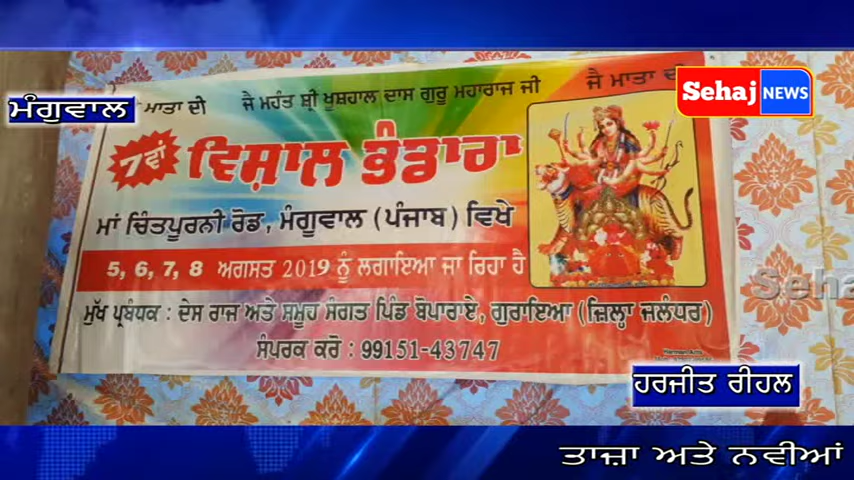 ਮੰਗੂਵਾਲ
ਮਾਤਾ ਦੀ
ਜੈ ਮਹੰਤ ਸ਼੍ਰੀ ਖੁਸ਼ਹਾਲ ਦਾਸ ਗੁਰੂ ਮਹਾਰਾਜ ਜੀ
ਜੈ ਮਾਤਾ ਦੀ
Sehaj NEWS
7ਵਾਂ ਵਿਸ਼ਾਲ ਭੰਡਾਰਾ
ਮਾਂ ਚਿੰਤਪੂਰਨੀ ਰੋਡ, ਮੰਗੂਵਾਲ (ਪੰਜਾਬ) ਵਿਖੇ
5, 6, 7, 8 ਅਗਸਤ 2019 ਨੂੰ ਲਗਾਇਆ ਜਾ ਰਿਹਾ ਹੈ
ਮੁੱਖ ਪ੍ਰਬੰਧਕ : ਦੇਸ ਰਾਜ ਅਤੇ ਸਮੂਹ ਸੰਗਤ ਪਿੰਡ ਬੋਪਾਰਾਏ, ਗੁਰਾਇਆ (ਜ਼ਿਲ੍ਹਾ ਜਲੰਧਰ)
ਸੰਪਰਕ ਕਰੋ : 99151-43747
ਹਰਜੀਤ ਰੀਹਲ
ਤਾਜ਼ਾ ਅਤੇ ਨਵੀਆਂ